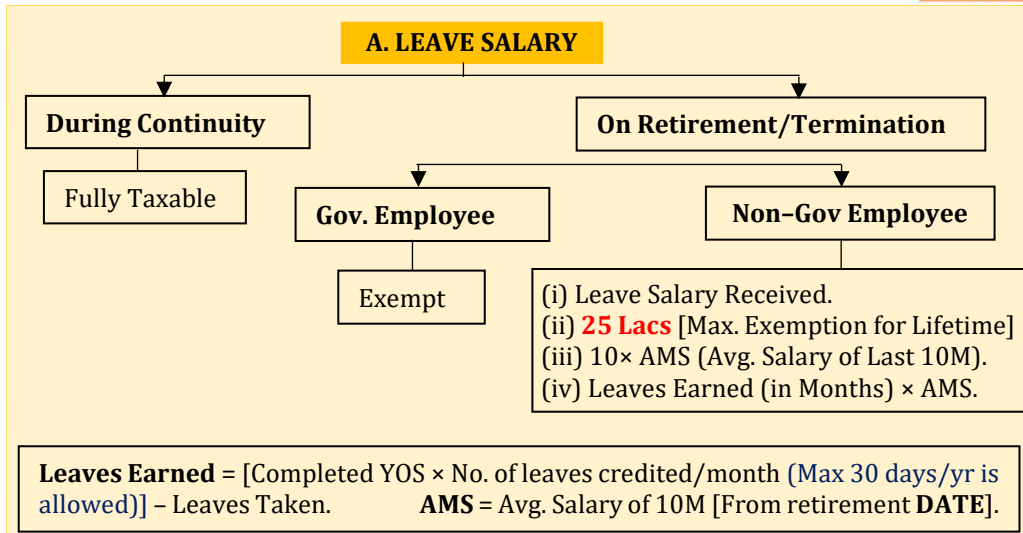 A. LEAVE SALARY
During Continuity
On Retirement/Termination
Fully Taxable
Gov. Employee
Non–Gov Employee
Exempt
(i) Leave Salary Received.
(ii) 25 Lacs [Max. Exemption for Lifetime]
(iii) 10× AMS (Avg. Salary of Last 10M).
(iv) Leaves Earned (in Months) × AMS.
Leaves Earned = [Completed YOS × No. of leaves credited/month (Max 30 days/yr is
allowed)] – Leaves Taken. AMS = Avg. Salary of 10M [From retirement DATE].